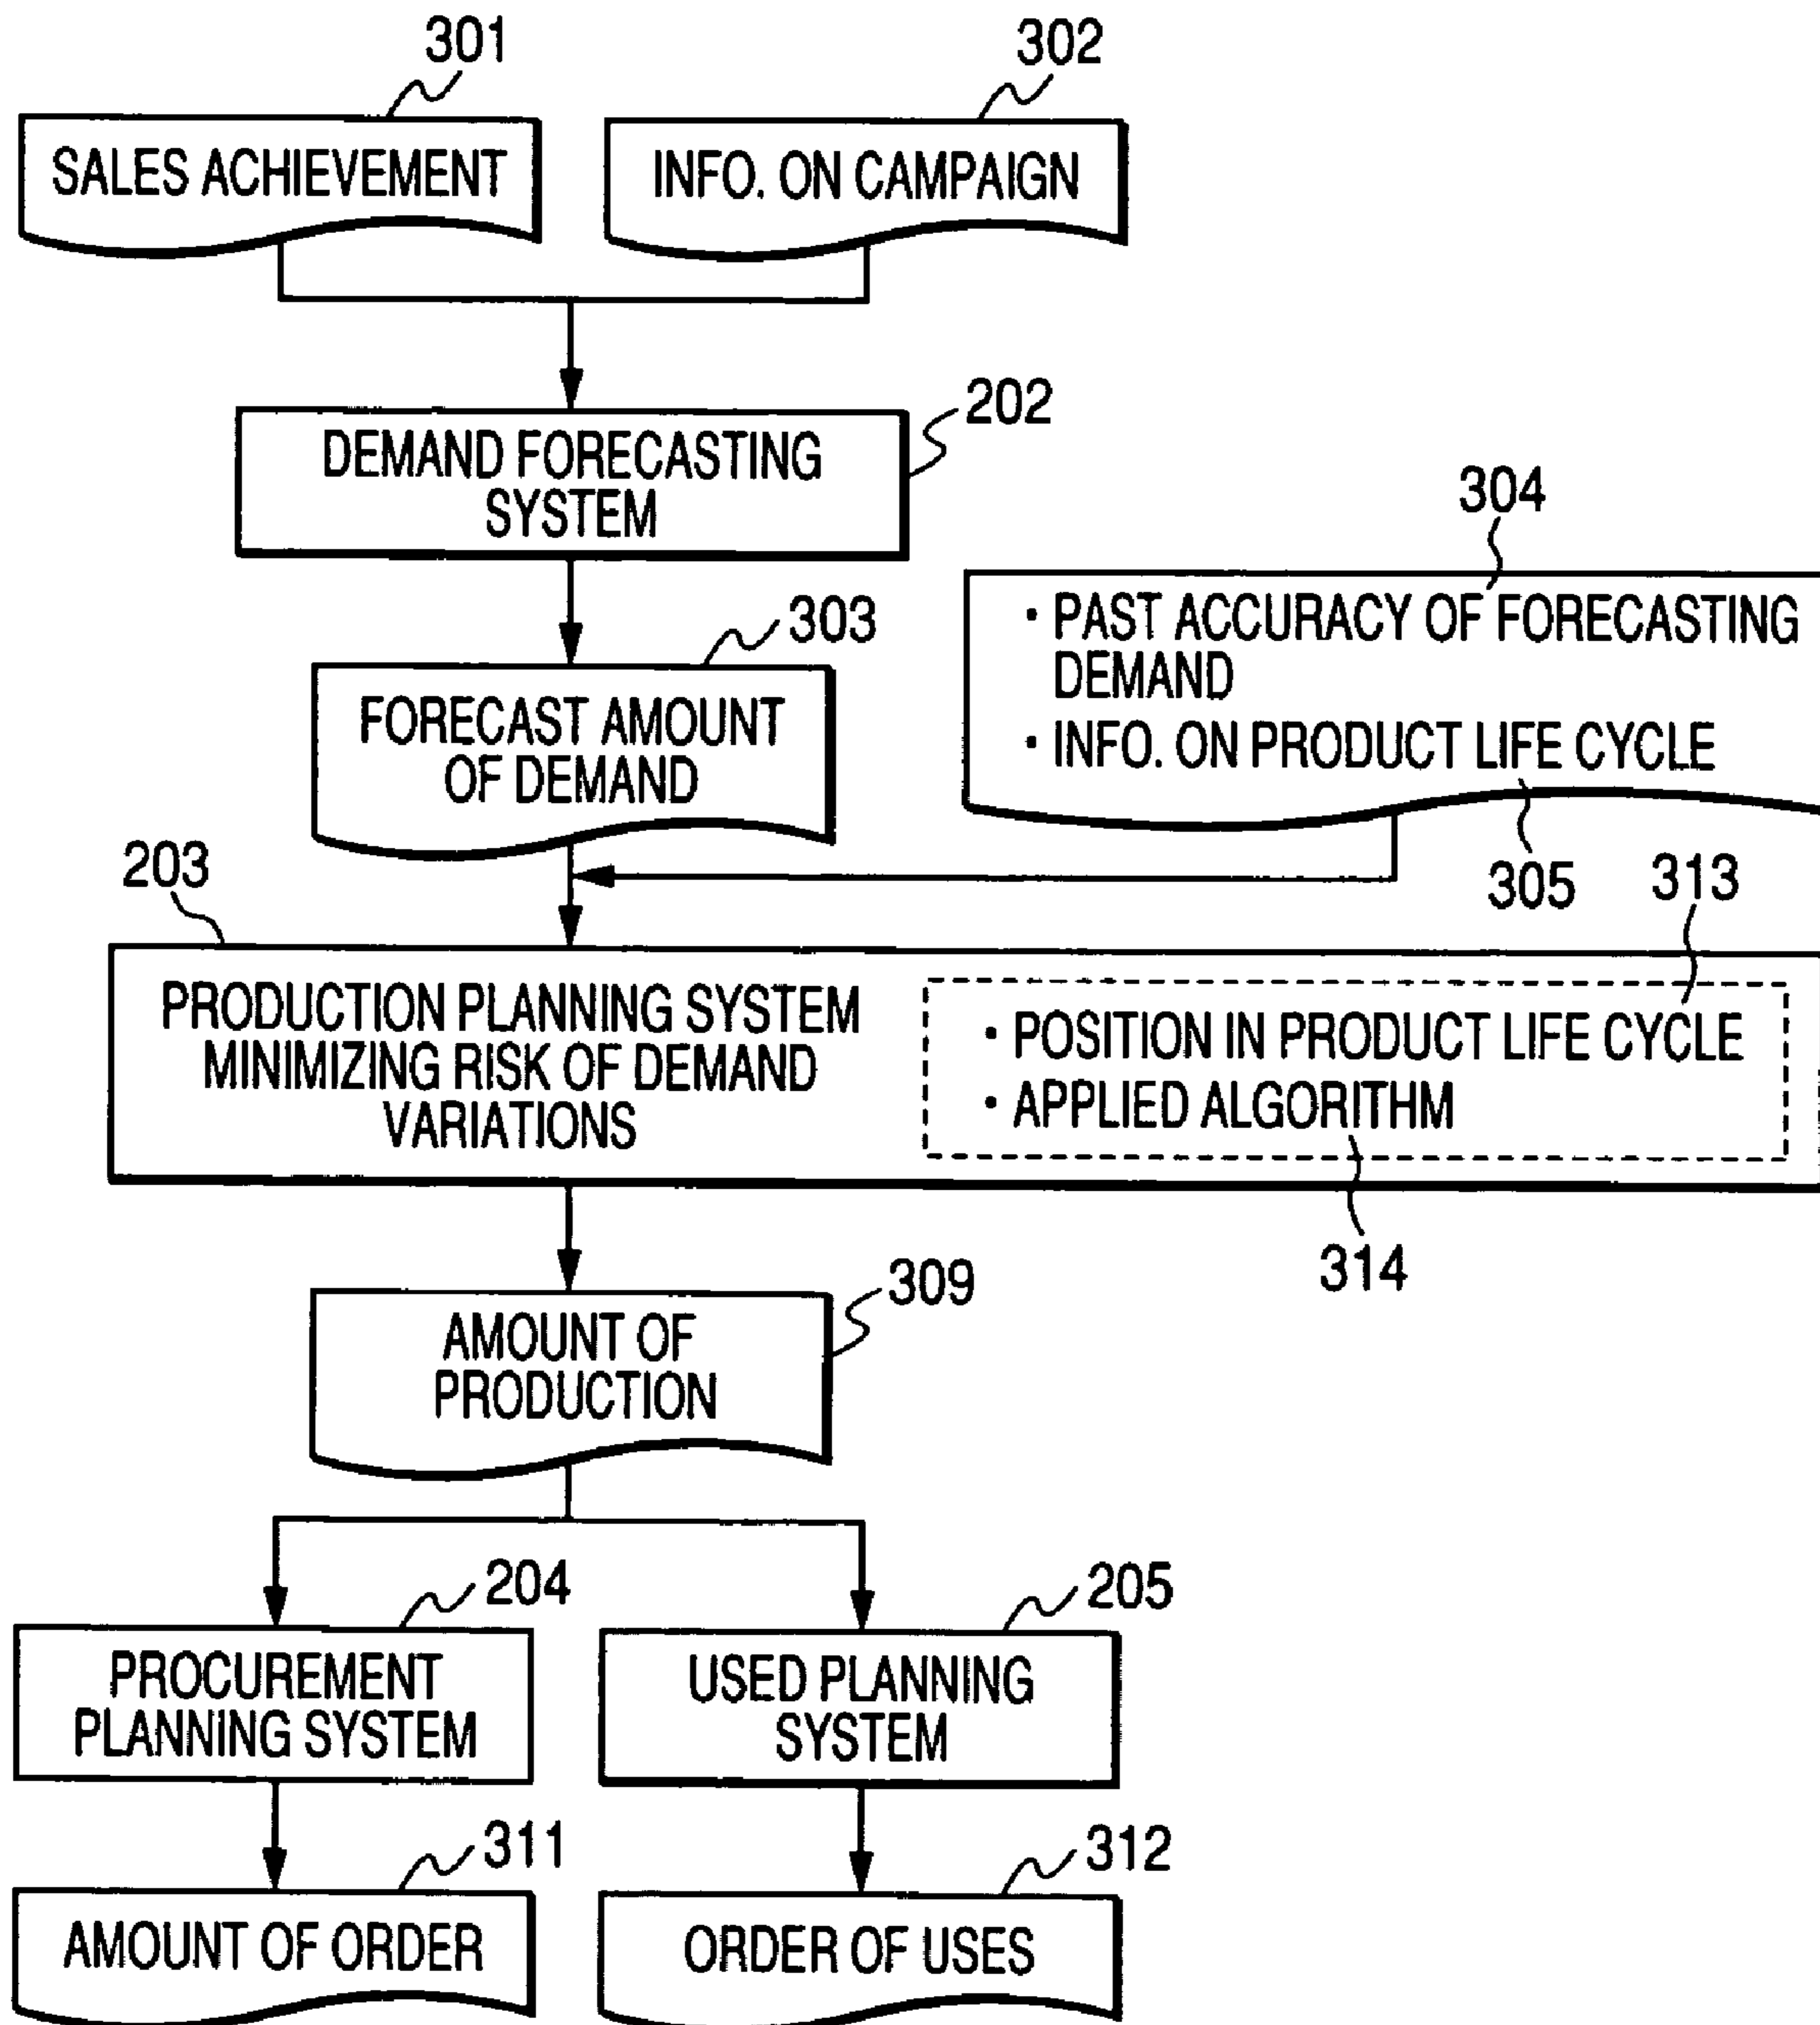 301
302
SALES ACHIEVEMENT
INFO. ON CAMPAIGN
202
DEMAND FORECASTING
SYSTEM
304
· PAST ACCURACY OF FORECASTING
DEMAND
· INFO. ON PRODUCT LIFE CYCLE
305
303
FORECAST AMOUNT
OF DEMAND
203
313
PRODUCTION PLANNING SYSTEM
MINIMIZING RISK OF DEMAND
VARIATIONS
· POSITION IN PRODUCT LIFE CYCLE
· APPLIED ALGORITHM
314
309
AMOUNT OF
PRODUCTION
204
205
PROCUREMENT
PLANNING SYSTEM
USED PLANNING
SYSTEM
311
312
AMOUNT OF ORDER
ORDER OF USES